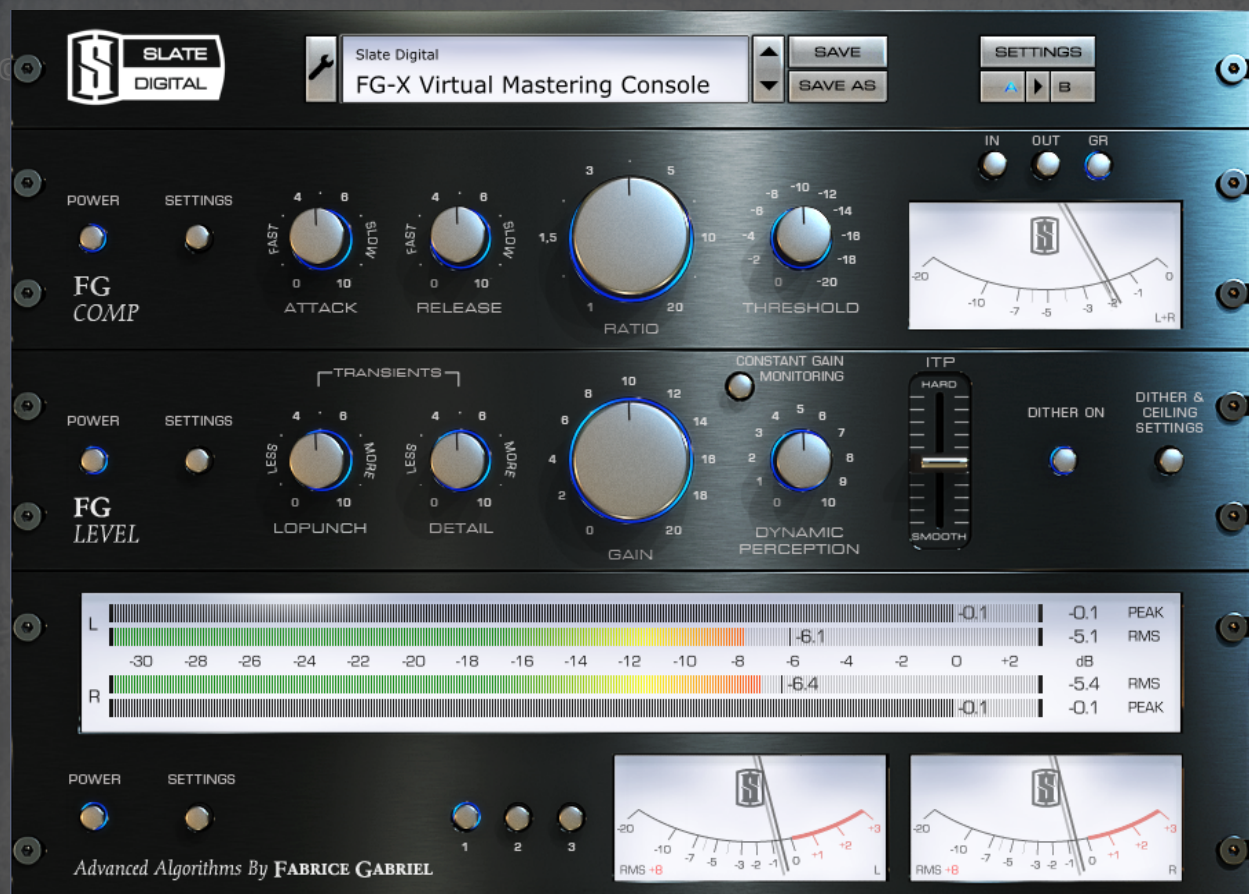 SLATE
DIGITAL
Slate Digital
FG-X Virtual Mastering Console
SAVE
SAVE AS
SETTINGS
A B
IN OUT GR
POWER SETTINGS
FG
COMP
4 6
FAST SLOW
0 10
ATTACK
4 6
FAST SLOW
0 10
RELEASE
3 5
1,5 10
1 20
RATIO
-10
-8 -12
-6 -14
-4 -16
-2 -18
0 -20
THRESHOLD
-20 -10 -7 -5 -3 -2 -1 0
L+R
POWER SETTINGS
FG
LEVEL
TRANSIENTS
4 6
LESS MORE
0 10
LOPUNCH
4 6
LESS MORE
0 10
DETAIL
10
8 12
6 14
4 16
2 18
0 20
GAIN
CONSTANT GAIN
MONITORING
5
4 6
3 7
2 8
1 9
0 10
DYNAMIC
PERCEPTION
ITP
HARD
SMOOTH
DITHER ON
DITHER &
CEILING
SETTINGS
L
-0.1 -0.1 PEAK
-6.1 -5.1 RMS
-30 -28 -26 -24 -22 -20 -18 -16 -14 -12 -10 -8 -6 -4 -2 0 +2 dB
R
-6.4 -5.4 RMS
-0.1 -0.1 PEAK
POWER SETTINGS
1 2 3
Advanced Algorithms By FABRICE GABRIEL
-20 -10 -7 -5 -3 -2 -1 0 +1 +2 +3
RMS +8 L
-20 -10 -7 -5 -3 -2 -1 0 +1 +2 +3
RMS +8 R